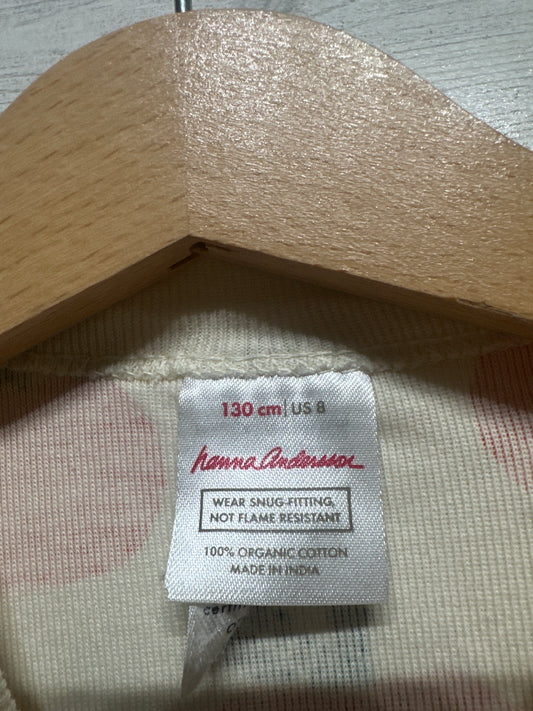 130 cm | US 8
hanna andersson
WEAR SNUG-FITTING,
NOT FLAME RESISTANT
100% ORGANIC COTTON
MADE IN INDIA